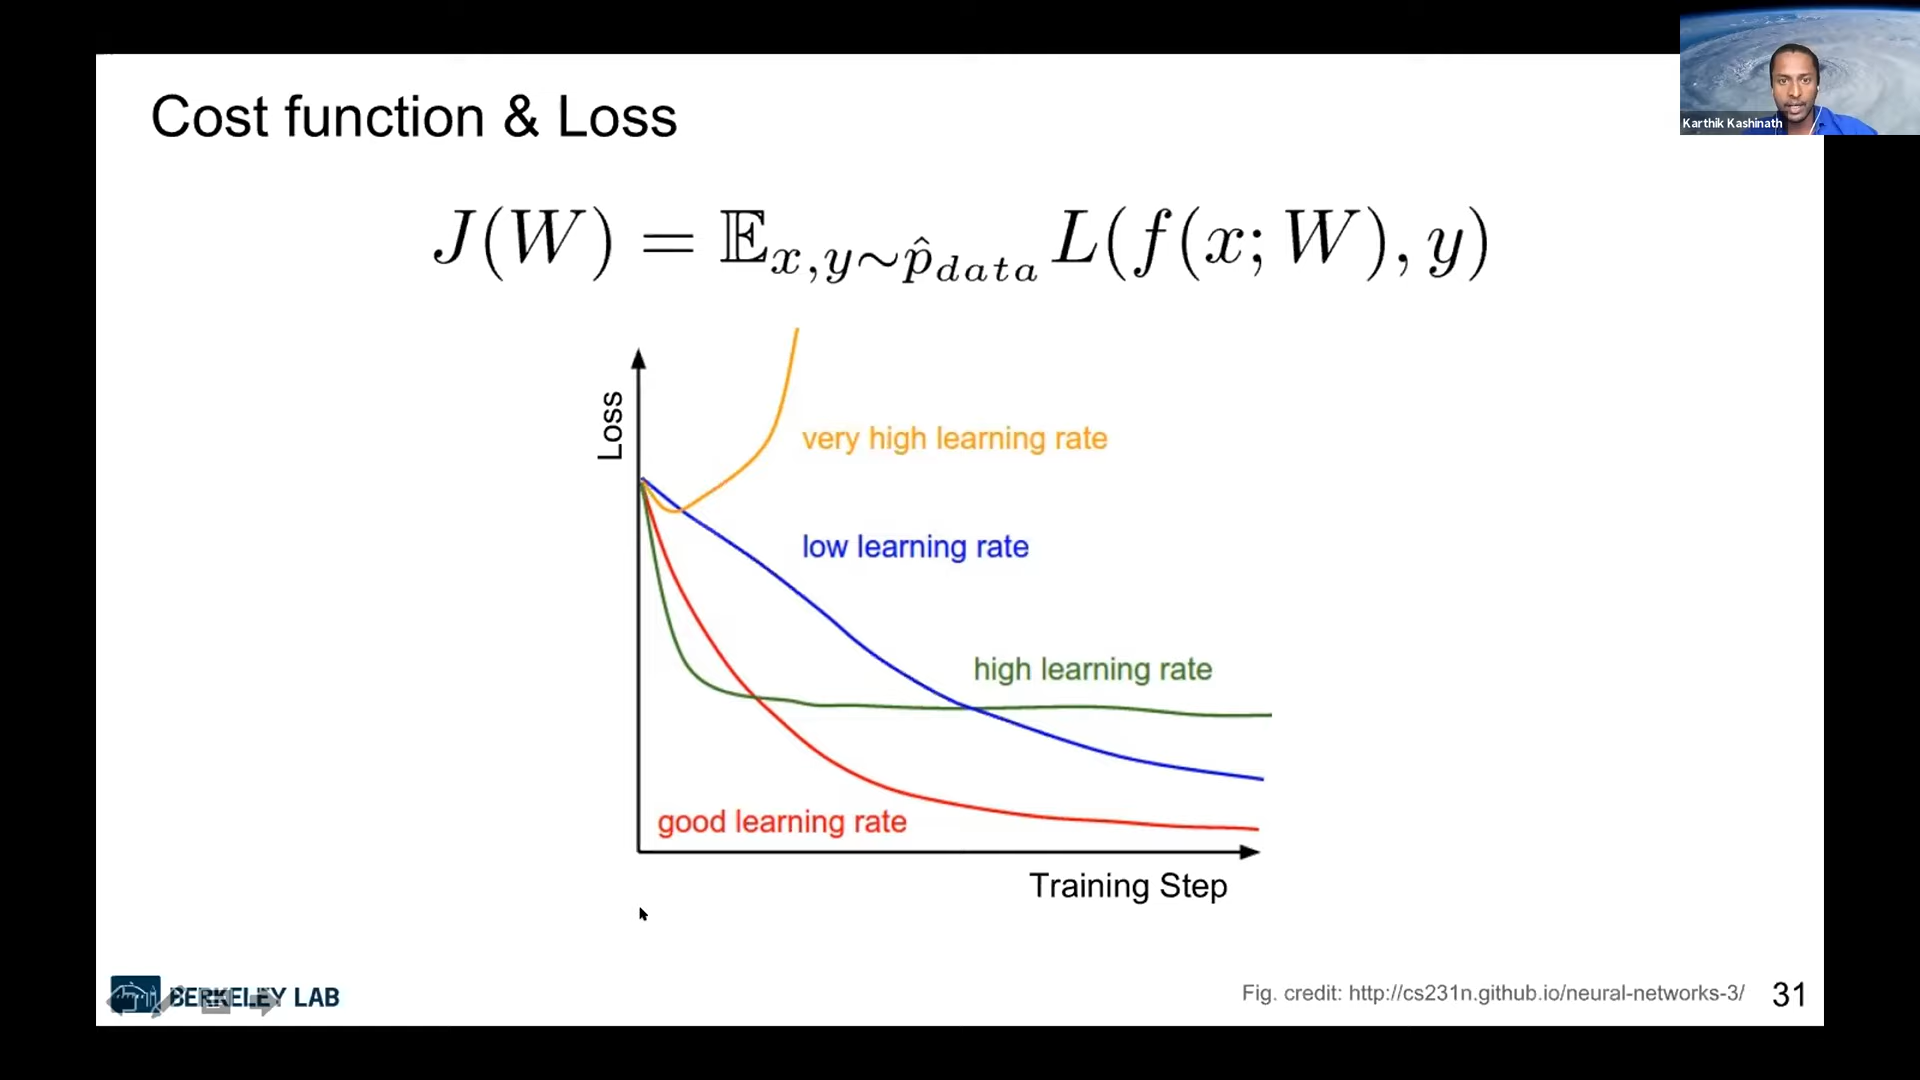 Cost function & Loss
Karthik Kashinath
J(W) = 𝔼x,y∼p̂data L(f(x; W), y)
Loss
very high learning rate
low learning rate
high learning rate
good learning rate
Training Step
BERKELEY LAB
Fig. credit: http://cs231n.github.io/neural-networks-3/
31